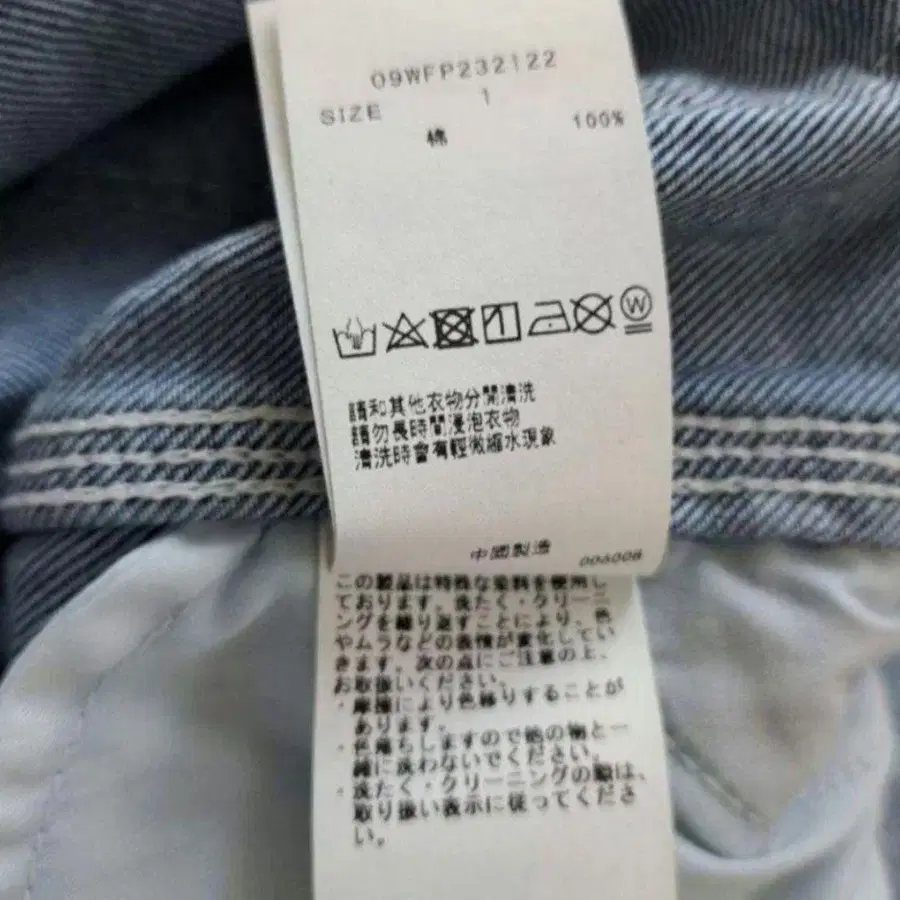 09WFP232122
SIZE 1
棉 100%
W
請和其他衣物分開清洗
請勿長時間浸泡衣物
清洗時會有輕微縮水現象
中國製造 006008
この製品は特殊な染料を使用し
ております。洗たく・クリーニ
ングを繰り返すことにより、色
やムラなどの表情が変化してい
きます。次の点にご注意の上、
お取扱いください。
・摩擦により色移りすることが
あります。
・色落ちしますので他の物と一
緒に洗わないでください。
・洗たく・クリーニングの際は、
取り扱い表示に従ってくださ
い。